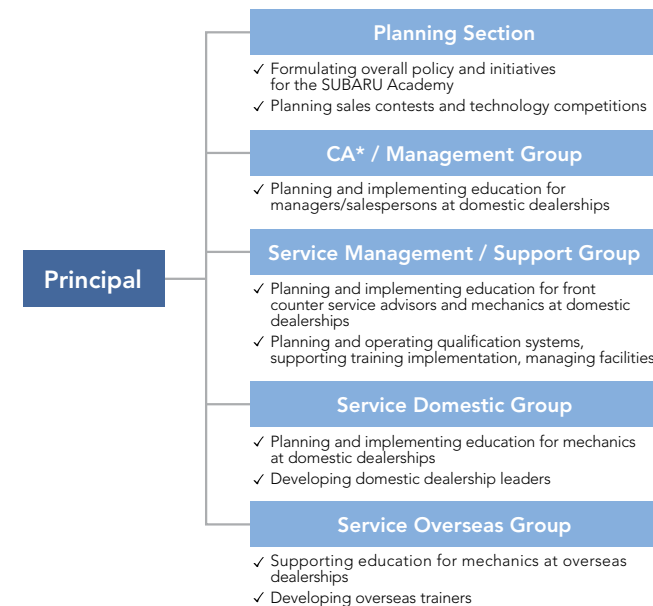 Planning Section
✓ Formulating overall policy and initiatives
for the SUBARU Academy
✓ Planning sales contests and technology competitions
CA* / Management Group
✓ Planning and implementing education for
managers/salespersons at domestic dealerships
Principal
Service Management / Support Group
✓ Planning and implementing education for front
counter service advisors and mechanics at domestic
dealerships
✓ Planning and operating qualification systems,
supporting training implementation, managing facilities
Service Domestic Group
✓ Planning and implementing education for mechanics
at domestic dealerships
✓ Developing domestic dealership leaders
Service Overseas Group
✓ Supporting education for mechanics at overseas
dealerships
✓ Developing overseas trainers